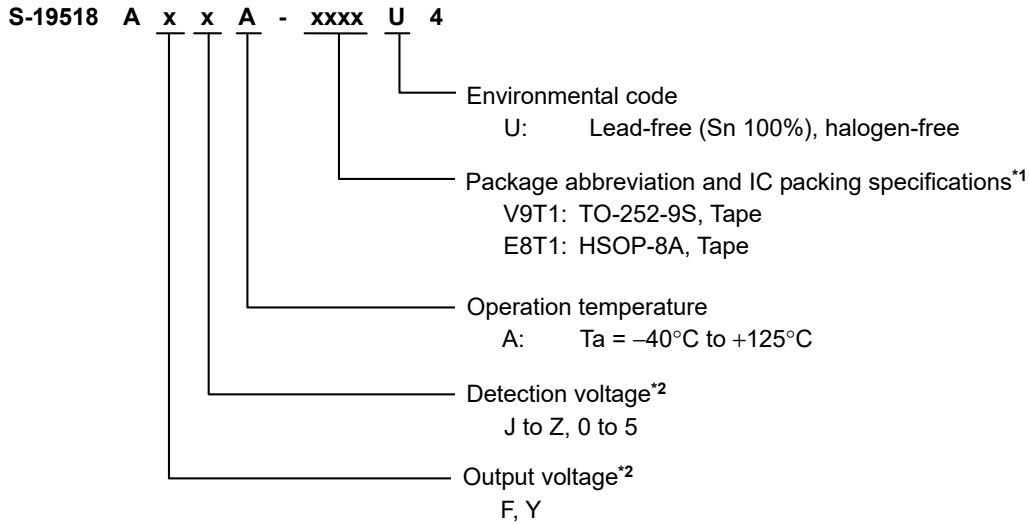 S-19518 A x x A - xxxx U 4
Environmental code
U: Lead-free (Sn 100%), halogen-free
Package abbreviation and IC packing specifications*1
V9T1: TO-252-9S, Tape
E8T1: HSOP-8A, Tape
Operation temperature
A: Ta = −40°C to +125°C
Detection voltage*2
J to Z, 0 to 5
Output voltage*2
F, Y